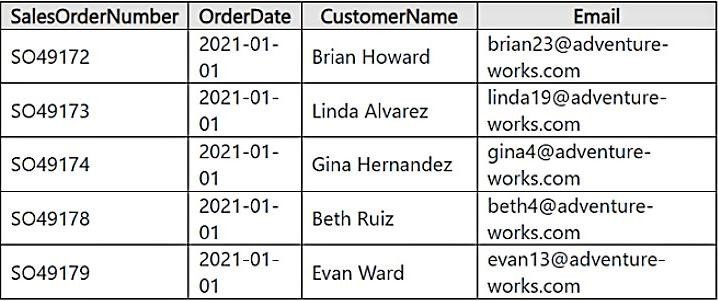 SalesOrderNumber OrderDate CustomerName Email
SO49172 2021-01-01 Brian Howard brian23@adventure-works.com
SO49173 2021-01-01 Linda Alvarez linda19@adventure-works.com
SO49174 2021-01-01 Gina Hernandez gina4@adventure-works.com
SO49178 2021-01-01 Beth Ruiz beth4@adventure-works.com
SO49179 2021-01-01 Evan Ward evan13@adventure-works.com